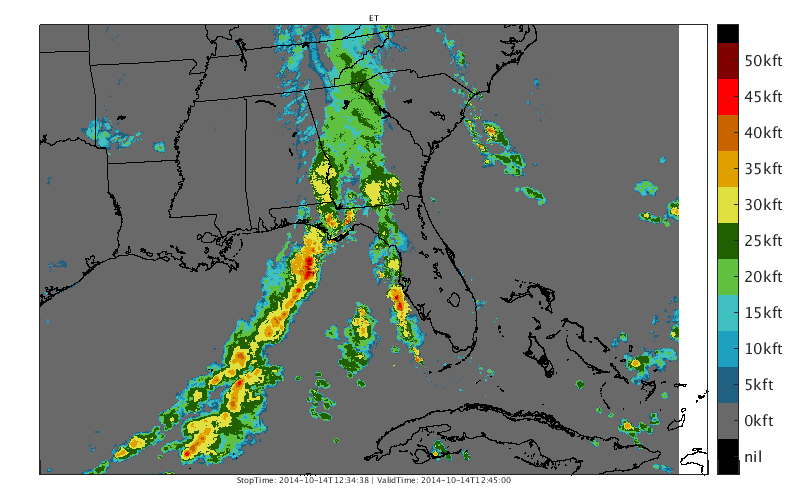 ET
50kft
45kft
40kft
35kft
30kft
25kft
20kft
15kft
10kft
5kft
0kft
nil
StopTime: 2014-10-14T12:34:38 | ValidTime: 2014-10-14T12:45:00